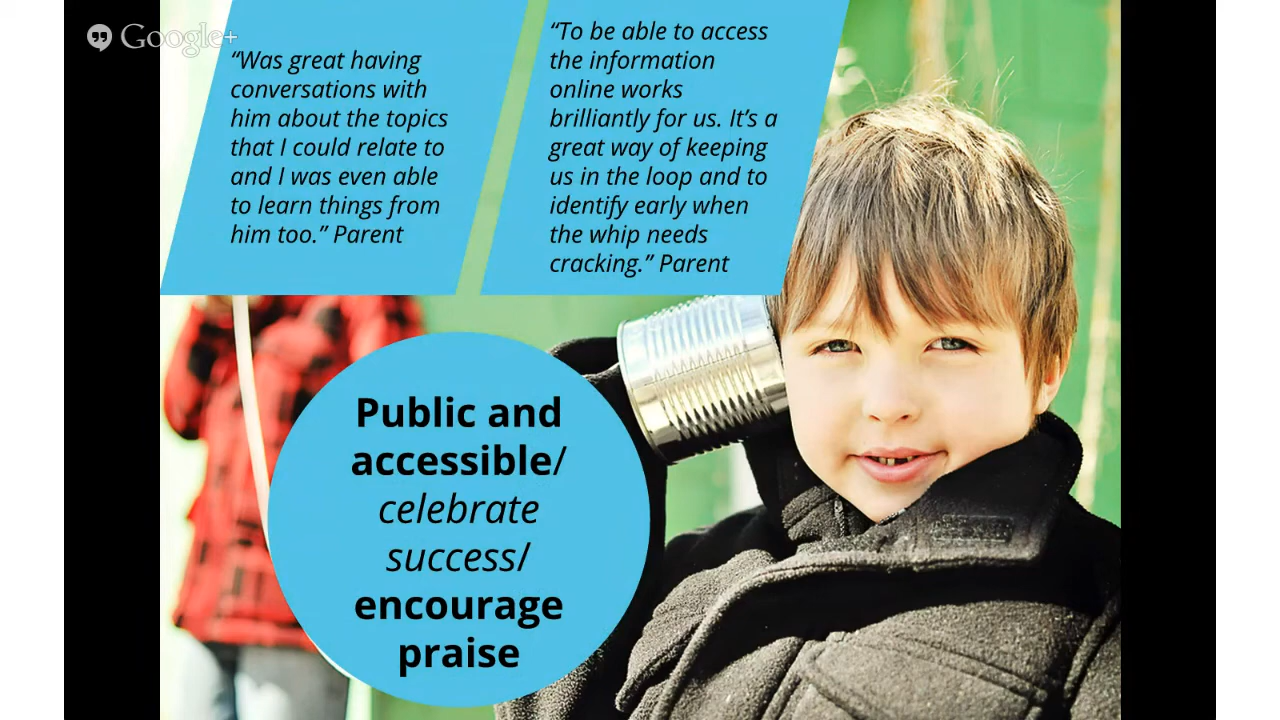 Google+
“Was great having
conversations with
him about the topics
that I could relate to
and I was even able
to learn things from
him too.” Parent
“To be able to access
the information
online works
brilliantly for us. It’s a
great way of keeping
us in the loop and to
identify early when
the whip needs
cracking.” Parent
Public and
accessible/
celebrate
success/
encourage
praise